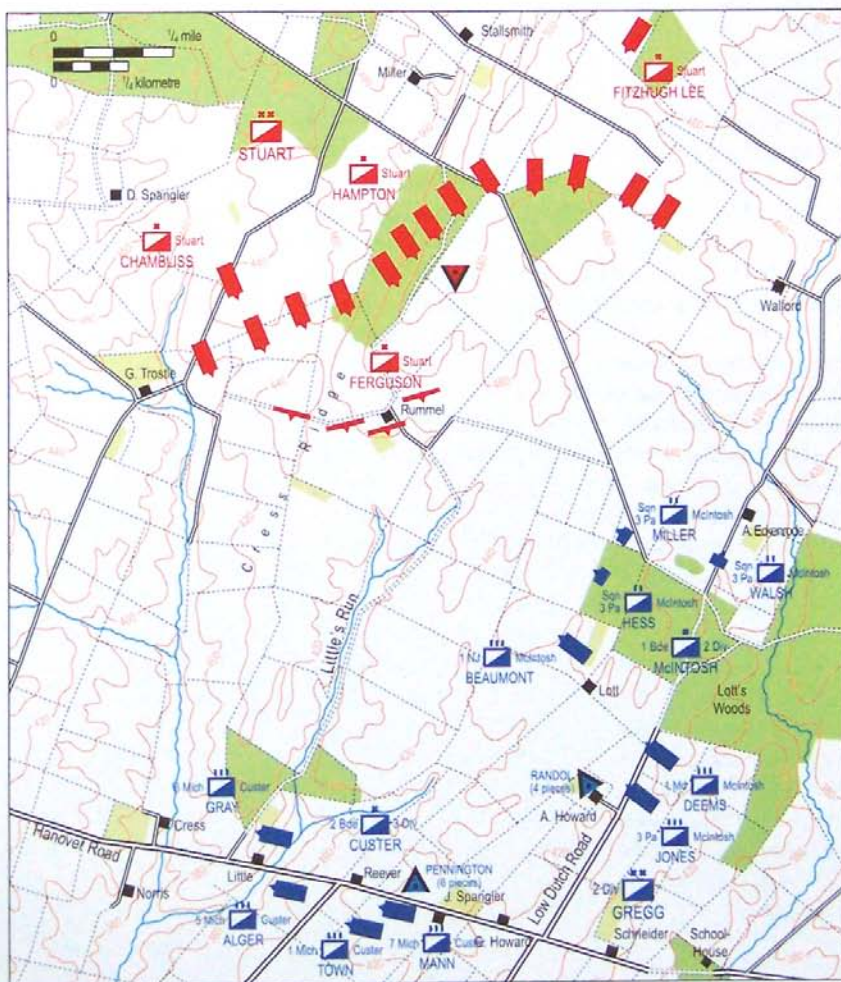 0 ¼ mile
0 ¼ kilometre
Stallsmith
Miller
Stuart
FITZHUGH LEE
STUART
Stuart
HAMPTON
D. Spangler
Stuart
CHAMBLISS
Walford
G. Trostle
Stuart
FERGUSON
Rummel
Cress Ridge
Sqn
3 Pa
McIntosh
MILLER
A. Eckenrode
Sqn
3 Pa
McIntosh
WALSH
Sqn
3 Pa
McIntosh
HESS
Little's Run
1 NJ McIntosh
BEAUMONT
1 Bde 2 Div
McINTOSH
Lott
Lott's
Woods
6 Mich Custer
GRAY
RANDOL
(4 pieces)
A. Howard
1 Md McIntosh
DEEMS
Cress
2 Bde 3 Div
CUSTER
3 Pa McIntosh
JONES
Hanover Road
Little
Reever
PENNINGTON
(6 pieces)
Low Dutch Road
2 Div
GREGG
Norris
J. Spangler
5 Mich Custer
ALGER
1 Mich Custer
TOWN
7 Mich Custer
MANN
G. Howard
Schneider
School-
House